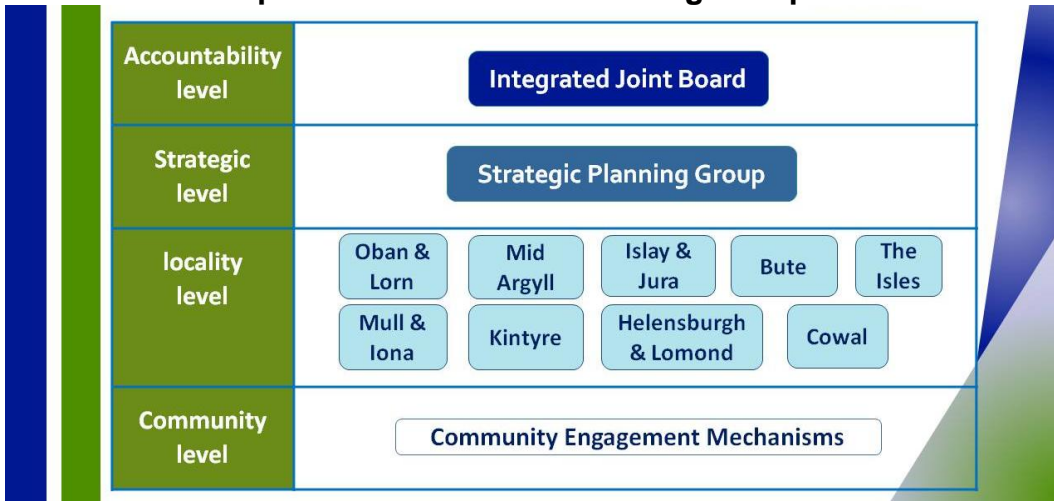 Accountability
level
Integrated Joint Board
Strategic
level
Strategic Planning Group
locality
level
Oban &
Lorn
Mid
Argyll
Islay &
Jura
Bute
The
Isles
Mull &
Iona
Kintyre
Helensburgh
& Lomond
Cowal
Community
level
Community Engagement Mechanisms